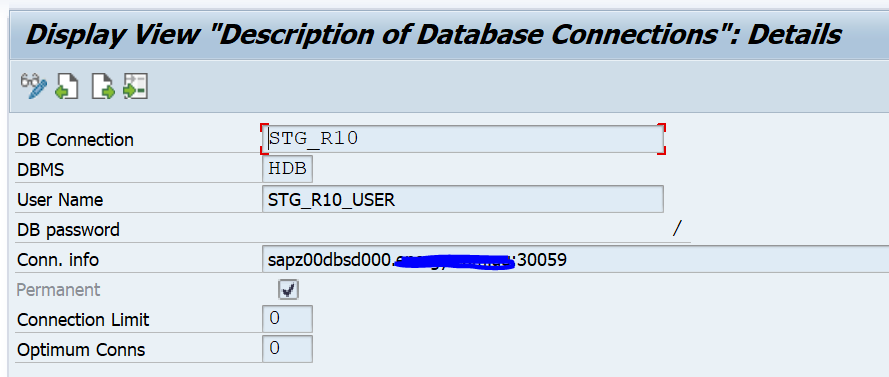 Display View "Description of Database Connections": Details
DB Connection STG_R10
DBMS HDB
User Name STG_R10_USER
DB password /
Conn. info sapz00dbsd000. :30059
Permanent
Connection Limit 0
Optimum Conns 0